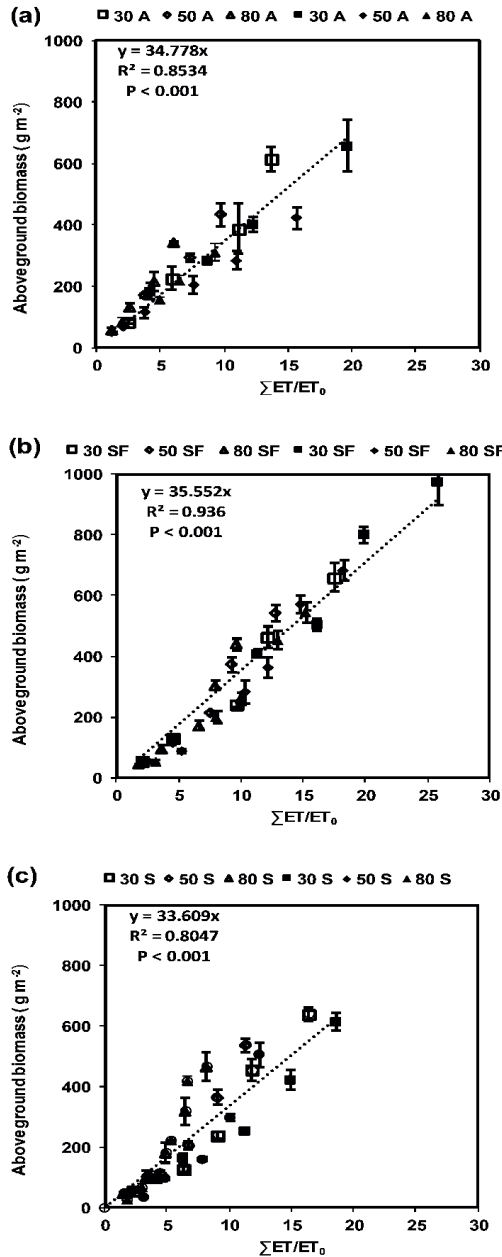 (a) 30 A 50 A 80 A 30 A 50 A 80 A
y = 34.778x
R² = 0.8534
P < 0.001
1000
800
600
400
200
0
Aboveground biomass ( g m-2)
0 5 10 15 20 25 30
∑ET/ET0
(b) 30 SF 50 SF 80 SF 30 SF 50 SF 80 SF
y = 35.552x
R² = 0.936
P < 0.001
1000
800
600
400
200
0
Aboveground biomass ( g m-2)
0 5 10 15 20 25 30
∑ET/ET0
(c) 30 S 50 S 80 S 30 S 50 S 80 S
y = 33.609x
R² = 0.8047
P < 0.001
1000
800
600
400
200
0
Aboveground biomass ( g m-2)
0 5 10 15 20 25 30
∑ET/ET0